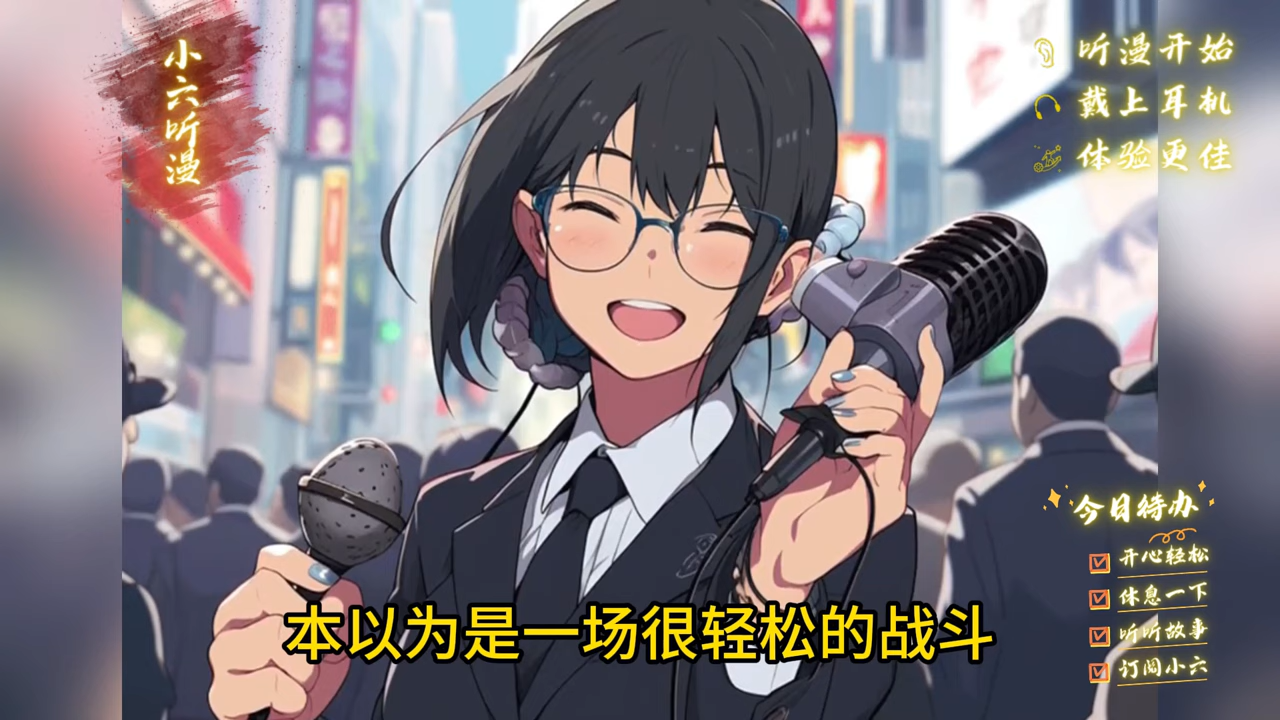 小六听漫
听漫开始
戴上耳机
体验更佳
今日待办
开心轻松
休息一下
听听故事
订阅小六
本以为是一场很轻松的战斗